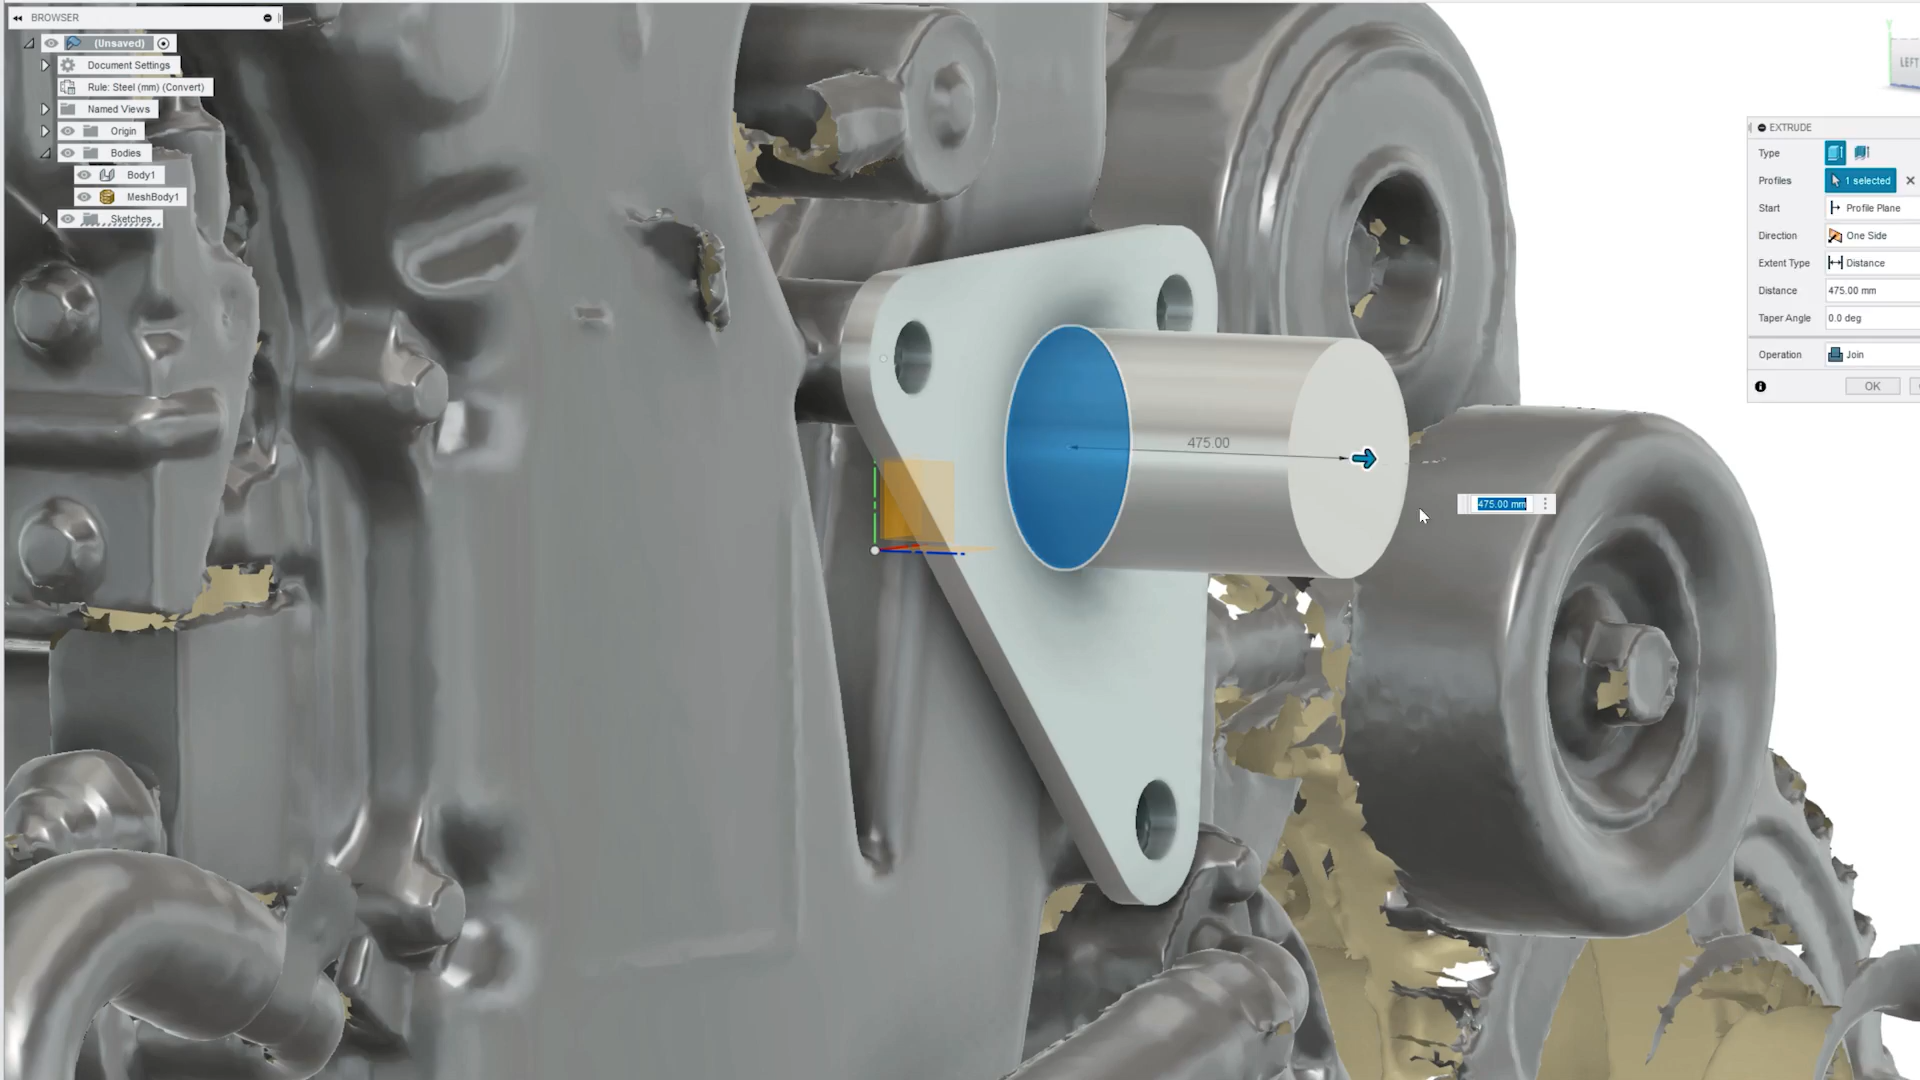 BROWSER
(Unsaved)
Document Settings
Rule: Steel (mm) (Convert)
Named Views
Origin
Bodies
Body1
MeshBody1
Sketches
LEFT
EXTRUDE
Type
Profiles 1 selected
Start Profile Plane
Direction One Side
Extent Type Distance
Distance 475.00 mm
Taper Angle 0.0 deg
Operation Join
OK
475.00
475.00 mm